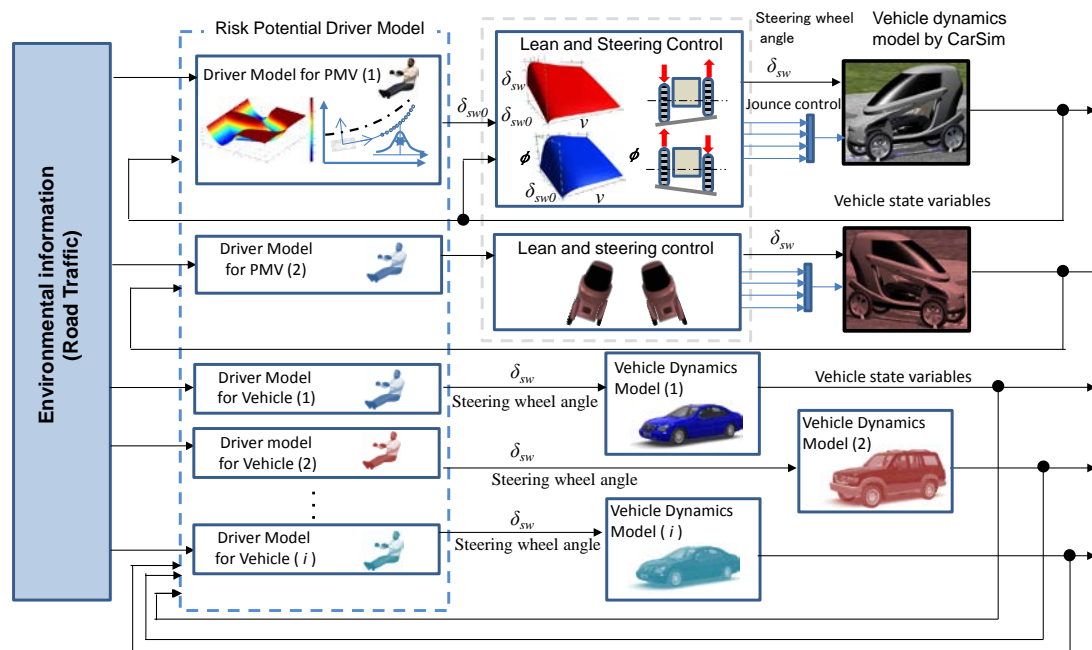 Environmental information
(Road Traffic)
Risk Potential Driver Model
Driver Model for PMV (1)
δsw0
Lean and Steering Control
δsw
δsw0
v
ϕ
δsw0
v
ϕ
Steering wheel
angle
δsw
Jounce control
Vehicle dynamics
model by CarSim
Vehicle state variables
Driver Model
for PMV (2)
Lean and steering control
δsw
Driver Model
for Vehicle (1)
δsw
Steering wheel angle
Vehicle Dynamics
Model (1)
Vehicle state variables
Driver model
for Vehicle (2)
δsw
Steering wheel angle
Vehicle Dynamics
Model (2)
Driver Model
for Vehicle ( i )
δsw
Steering wheel angle
Vehicle Dynamics
Model ( i )